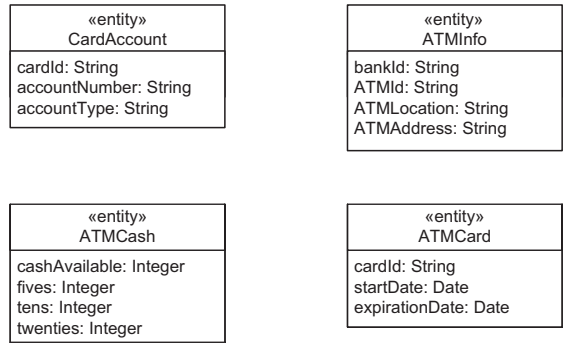 «entity»
CardAccount
cardId: String
accountNumber: String
accountType: String
«entity»
ATMInfo
bankId: String
ATMId: String
ATMLocation: String
ATMAddress: String
«entity»
ATMCash
cashAvailable: Integer
fives: Integer
tens: Integer
twenties: Integer
«entity»
ATMCard
cardId: String
startDate: Date
expirationDate: Date